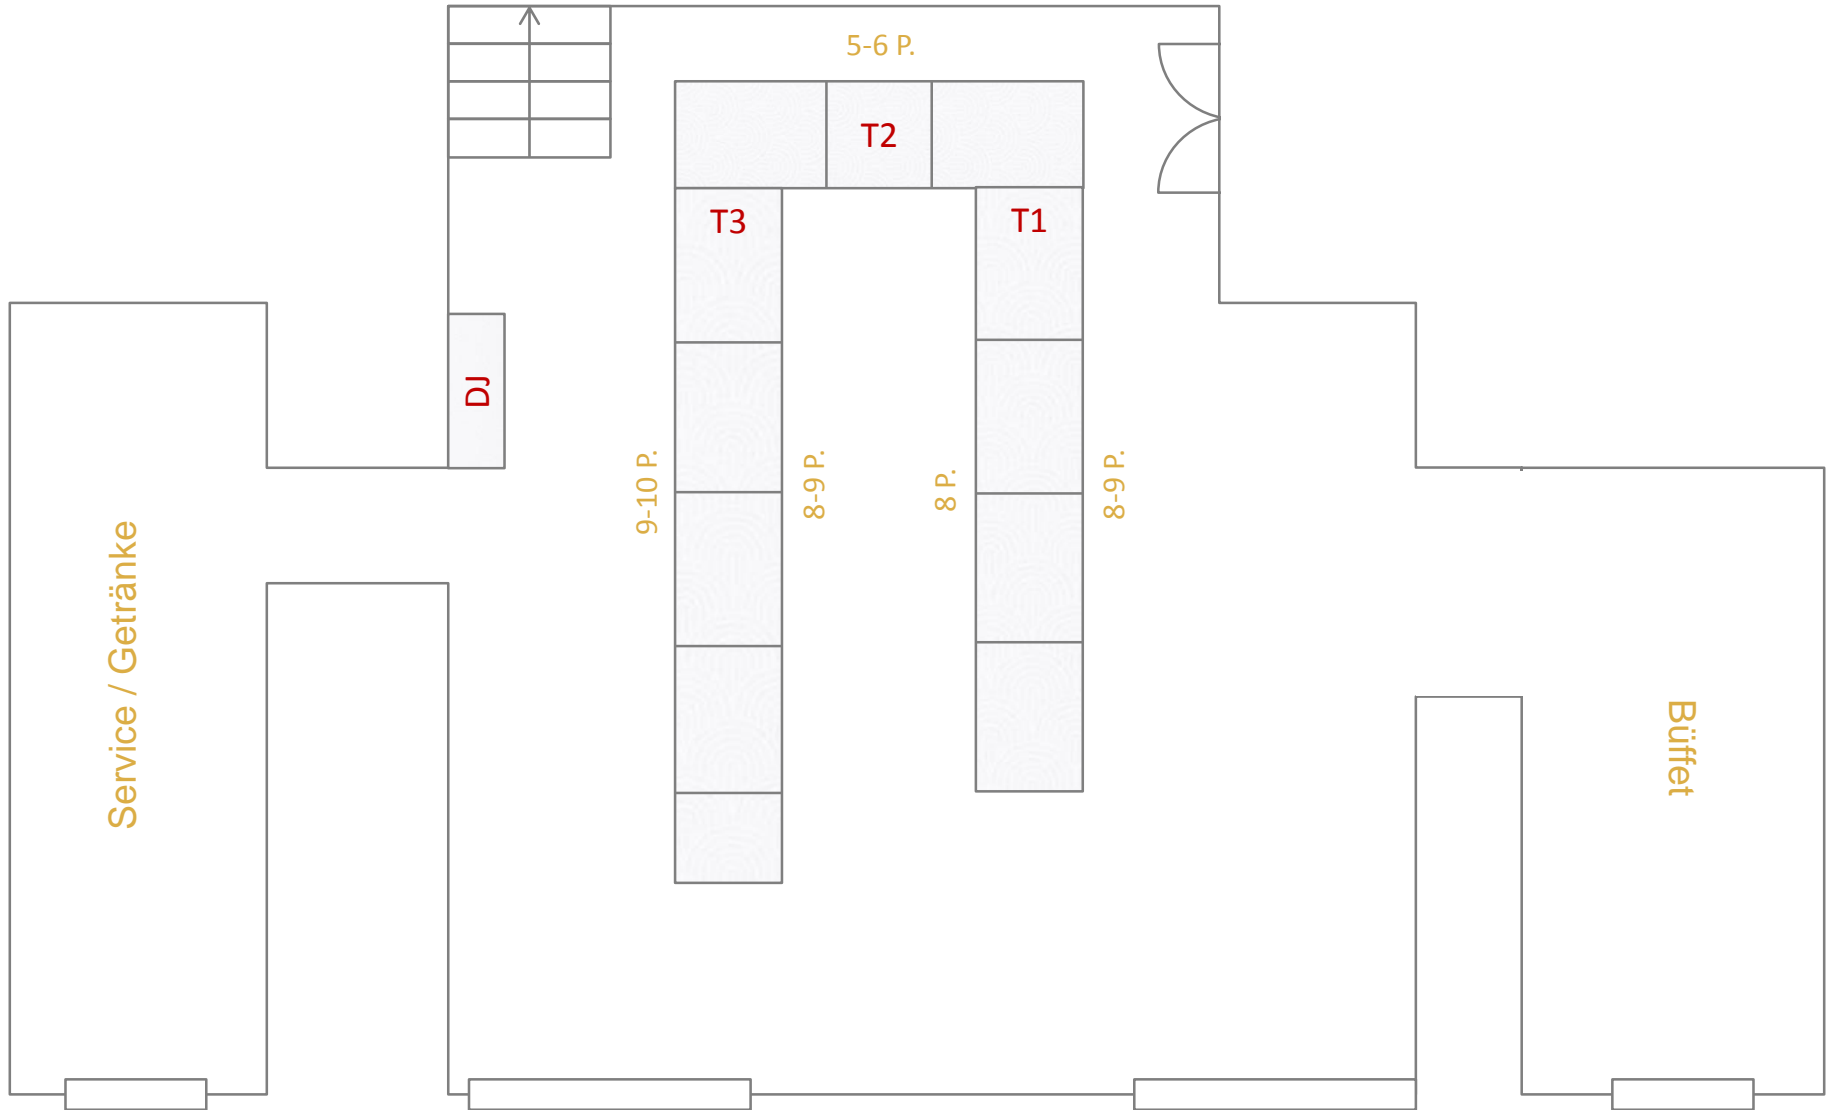 5-6 P.
T2
T3
T1
DJ
9-10 P.
8-9 P.
8 P.
8-9 P.
Service / Getränke
Büffet